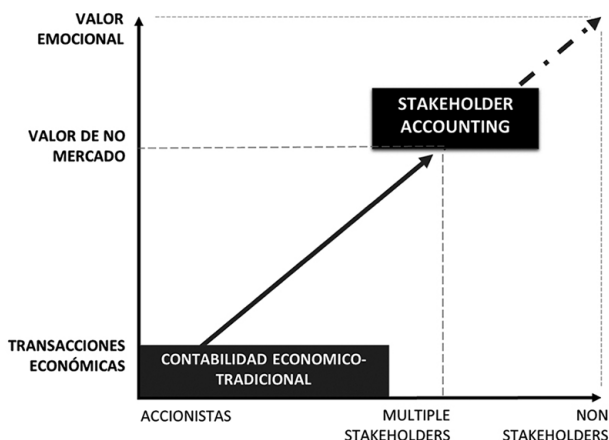 VALOR
EMOCIONAL
STAKEHOLDER
ACCOUNTING
VALOR DE NO
MERCADO
TRANSACCIONES
ECONÓMICAS
CONTABILIDAD ECONOMICO-
TRADICIONAL
ACCIONISTAS
MULTIPLE
STAKEHOLDERS
NON
STAKEHOLDERS